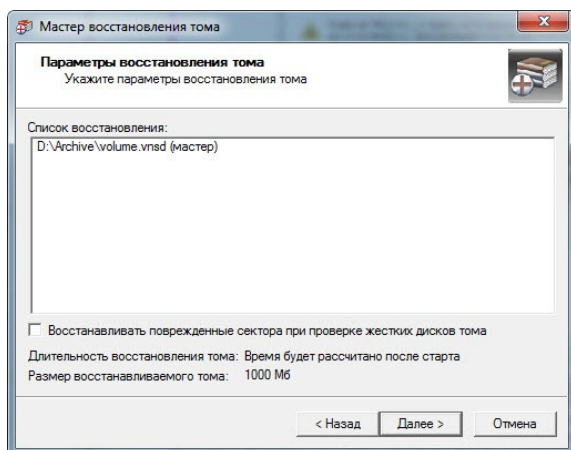 Мастер восстановления тома
Параметры восстановления тома
Укажите параметры восстановления тома
Список восстановления:
D:\Archive\volume.vnsd (мастер)
Восстанавливать поврежденные сектора при проверке жестких дисков тома
Длительность восстановления тома: Время будет рассчитано после старта
Размер восстанавливаемого тома: 1000 Мб
< Назад Далее > Отмена